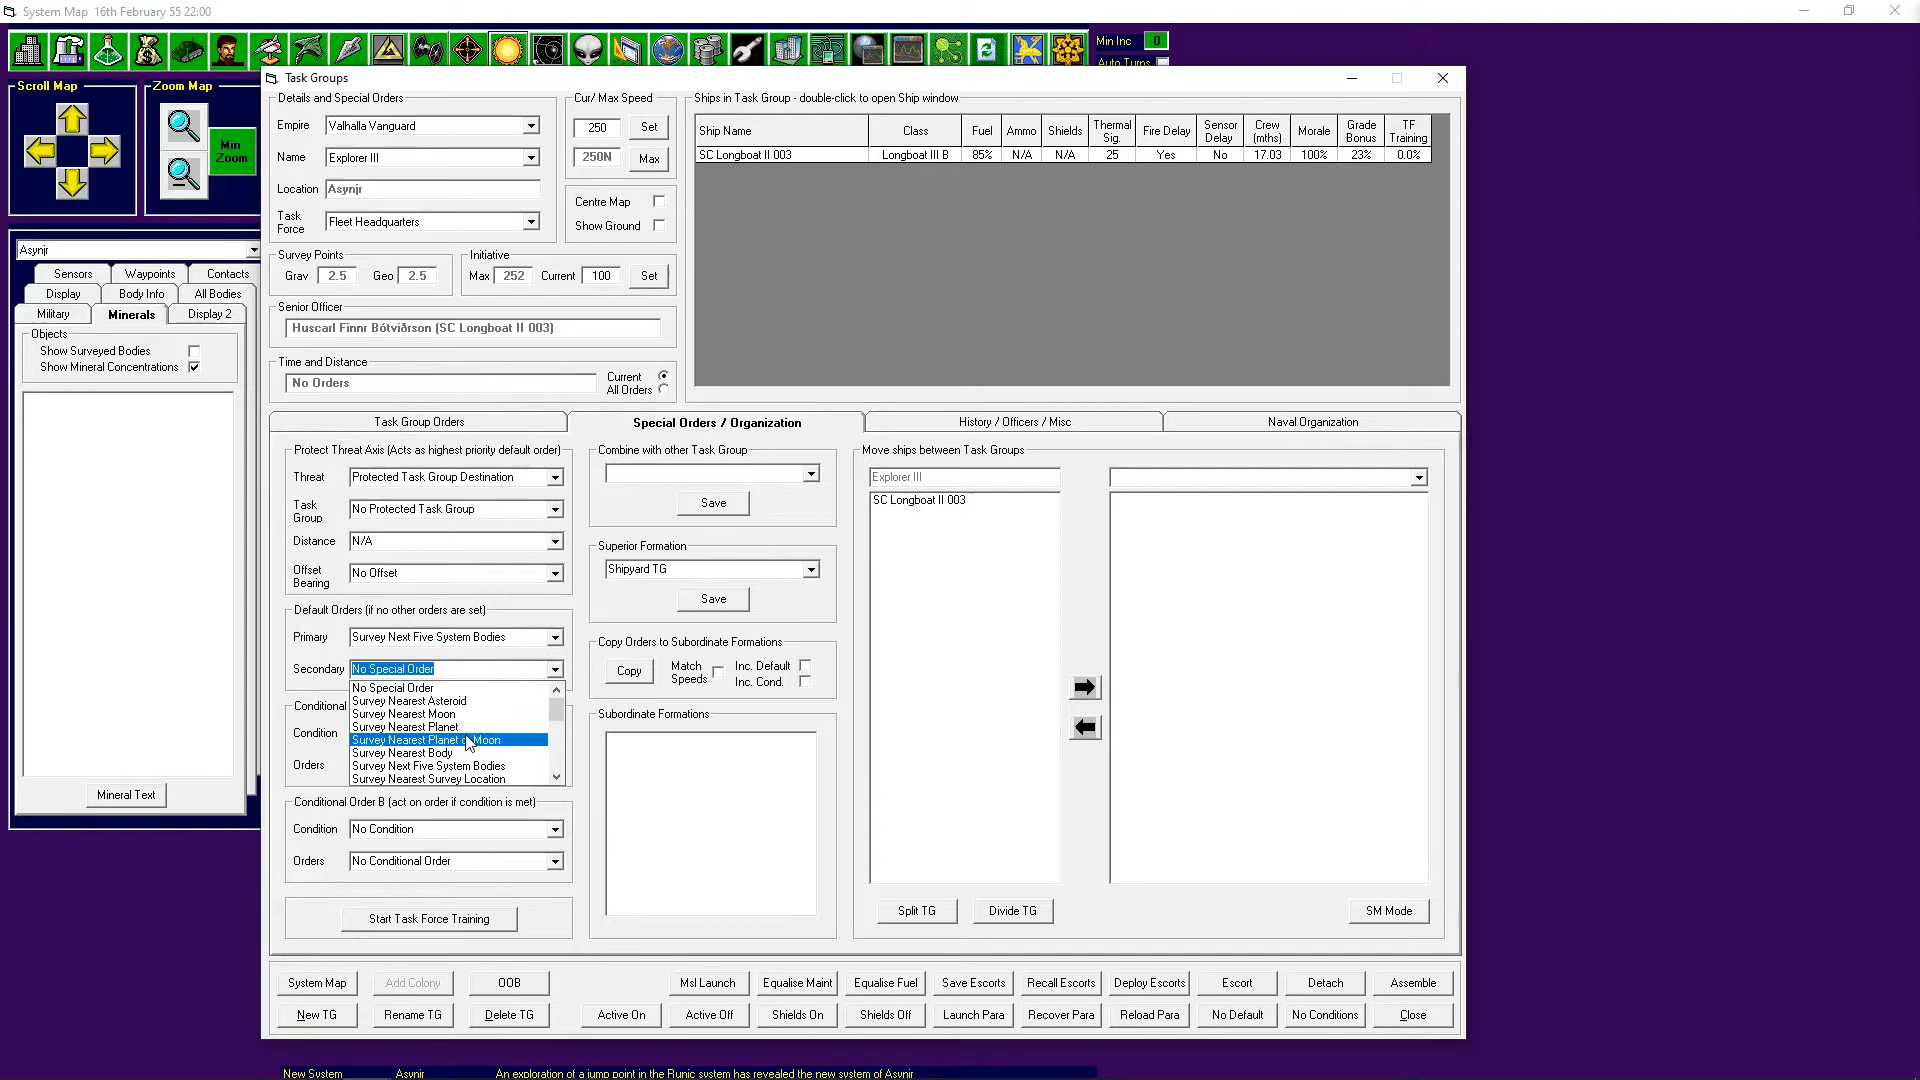 System Map  16th February 55 22:00
Min Inc 0
Auto Turns
Scroll Map
Zoom Map
Min Zoom
Asynjr
Sensors Waypoints Contacts
Display Body Info All Bodies
Military Minerals Display 2
Objects
Show Surveyed Bodies
Show Mineral Concentrations
Mineral Text
Task Groups
Details and Special Orders
Empire Valhalla Vanguard
Name Explorer III
Location Asynjr
Task Force Fleet Headquarters
Cur/ Max Speed
250 Set
250N Max
Centre Map
Show Ground
Survey Points
Grav 2.5 Geo 2.5
Initiative
Max 252 Current 100 Set
Senior Officer
Huscarl Finnr Bótviðrson (SC Longboat II 003)
Time and Distance
No Orders
Current
All Orders
Ships in Task Group - double-click to open Ship window
Ship Name Class Fuel Ammo Shields Thermal Sig. Fire Delay Sensor Delay Crew (mths) Morale Grade Bonus TF Training
SC Longboat II 003 Longboat III B 85% N/A N/A 25 Yes No 17.03 100% 23% 0.0%
Task Group Orders Special Orders / Organization History / Officers / Misc Naval Organization
Protect Threat Axis (Acts as highest priority default order)
Threat Protected Task Group Destination
Task Group No Protected Task Group
Distance N/A
Offset Bearing No Offset
Default Orders (if no other orders are set)
Primary Survey Next Five System Bodies
Secondary No Special Order
No Special Order
Survey Nearest Asteroid
Survey Nearest Moon
Survey Nearest Planet
Survey Nearest Planet Moon
Survey Nearest Body
Survey Next Five System Bodies
Survey Nearest Survey Location
Conditional
Condition
Orders
Conditional Order B (act on order if condition is met)
Condition No Condition
Orders No Conditional Order
Start Task Force Training
Combine with other Task Group
Save
Superior Formation
Shipyard TG
Save
Copy Orders to Subordinate Formations
Copy Match Speeds Inc. Default
Inc. Cond.
Subordinate Formations
Move ships between Task Groups
Explorer III
SC Longboat II 003
Split TG Divide TG SM Mode
System Map Add Colony OOB Msl Launch Equalise Maint Equalise Fuel Save Escorts Recall Escorts Deploy Escorts Escort Detach Assemble
New TG Rename TG Delete TG Active On Active Off Shields On Shields Off Launch Para Recover Para Reload Para No Default No Conditions Close
New System Asynjr An exploration of a jump point in the Runic system has revealed the new system of Asynjr